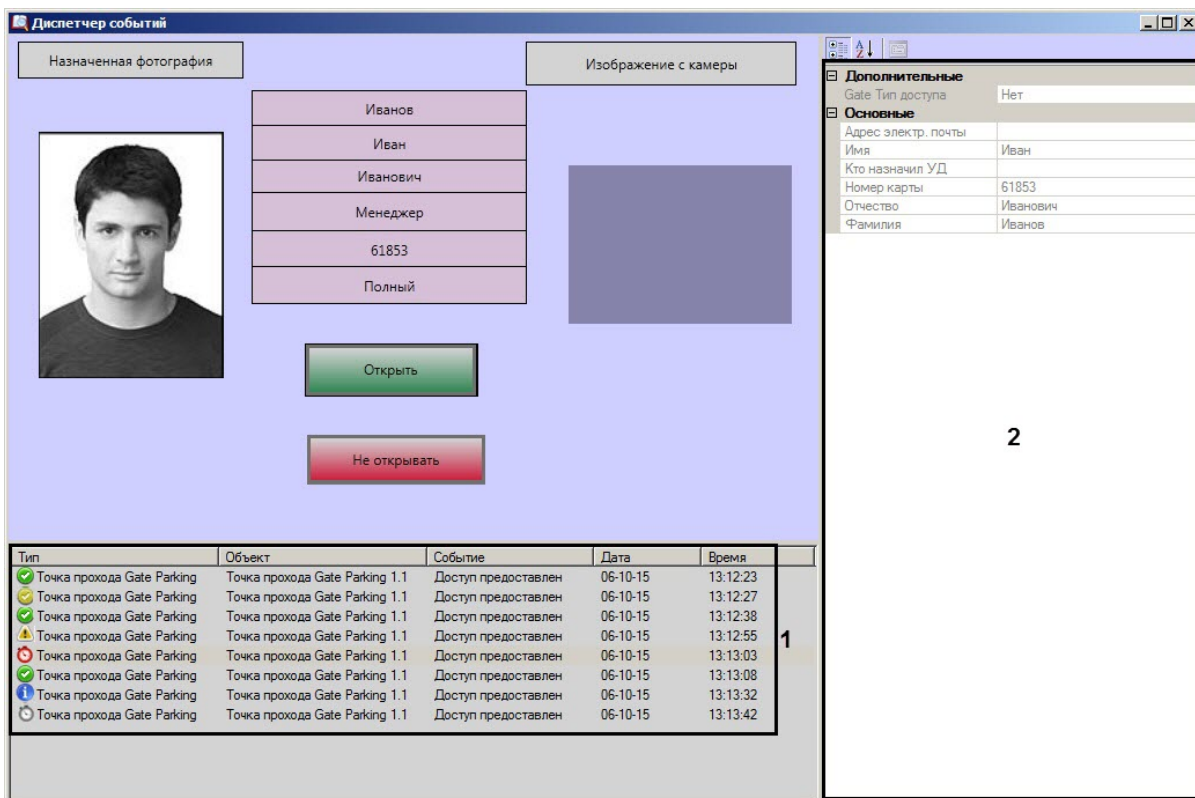 Диспетчер событий
Назначенная фотография
Изображение с камеры
Иванов
Иван
Иванович
Менеджер
61853
Полный
Открыть
Не открывать
Дополнительные
Gate Тип доступа Нет
Основные
Адрес электр. почты
Имя Иван
Кто назначил УД
Номер карты 61853
Отчество Иванович
Фамилия Иванов
2
Тип Объект Событие Дата Время
Точка прохода Gate Parking Точка прохода Gate Parking 1.1 Доступ предоставлен 06-10-15 13:12:23
Точка прохода Gate Parking Точка прохода Gate Parking 1.1 Доступ предоставлен 06-10-15 13:12:27
Точка прохода Gate Parking Точка прохода Gate Parking 1.1 Доступ предоставлен 06-10-15 13:12:38
Точка прохода Gate Parking Точка прохода Gate Parking 1.1 Доступ предоставлен 06-10-15 13:12:55
1
Точка прохода Gate Parking Точка прохода Gate Parking 1.1 Доступ предоставлен 06-10-15 13:13:03
Точка прохода Gate Parking Точка прохода Gate Parking 1.1 Доступ предоставлен 06-10-15 13:13:08
Точка прохода Gate Parking Точка прохода Gate Parking 1.1 Доступ предоставлен 06-10-15 13:13:32
Точка прохода Gate Parking Точка прохода Gate Parking 1.1 Доступ предоставлен 06-10-15 13:13:42